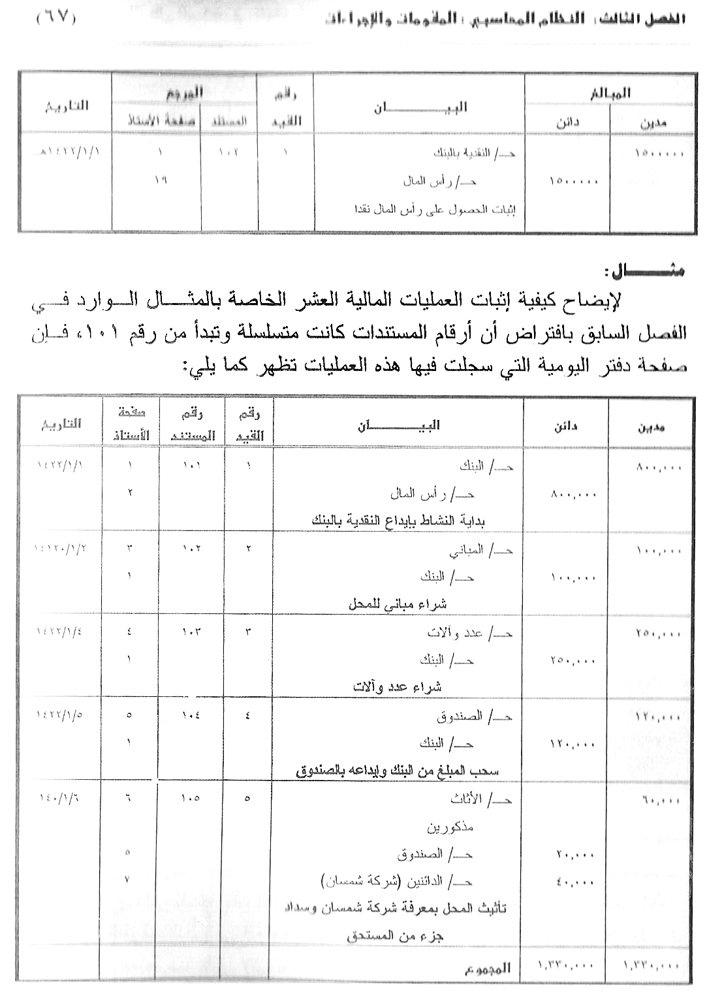 الفصل الثالث: النظام المحاسبي: المقومات والإجراءات (٦٧)
المبالغ البيـــــــان رقم القيد المرجع التاريخ
مدين دائن المستند صفحة الأستاذ
١٥٠٠٠٠٠ حـ/ النقدية بالبنك ١ ١٠٢ ١ ١٤٢٢/١/١هـ
١٥٠٠٠٠٠ حـ/ رأس المال ١٩
إثبات الحصول على رأس المال نقدا
مثـــــال:
لإيضاح كيفية إثبات العمليات المالية العشر الخاصة بالمثال الوارد في
الفصل السابق بافتراض أن أرقام المستندات كانت متسلسلة وتبدأ من رقم ١٠١، فإن
صفحة دفتر اليومية التي سجلت فيها هذه العمليات تظهر كما يلي:
مدين دائن البيـــــــان رقم القيد رقم المستند صفحة الأستاذ التاريخ
٨٠٠,٠٠٠ حـ/ البنك ١ ١٠١ ١ ١٤٢٢/١/١
٨٠٠,٠٠٠ حـ/ رأس المال ٢
بداية النشاط بإيداع النقدية بالبنك
١٠٠,٠٠٠ حـ/ المباني ٢ ١٠٢ ٣ ١٤١٢٠/١/٢
١٠٠,٠٠٠ حـ/ البنك ١
شراء مباني للمحل
٢٥٠,٠٠٠ حـ/ عدد وآلات ٣ ١٠٣ ٤ ١٤٢٢/١/٤
٢٥٠,٠٠٠ حـ/ البنك ١
شراء عدد وآلات
١٢٠,٠٠٠ حـ/ الصندوق ٤ ١٠٤ ٥ ١٤٢٢/١/٥
١٢٠,٠٠٠ حـ/ البنك ١
سحب المبلغ من البنك وإيداعه بالصندوق
٦٠,٠٠٠ حـ/ الأثاث ٥ ١٠٥ ٦ ١٤٠/١/٦
مذكورين
٢٠,٠٠٠ حـ/ الصندوق ٥
٤٠,٠٠٠ حـ/ الدائنين (شركة شمسان) ٧
تأثيث المحل بمعرفة شركة شمسان وسداد
جزء من المستحق
١,٣٣٠,٠٠٠ ١,٣٣٠,٠٠٠ المجموع